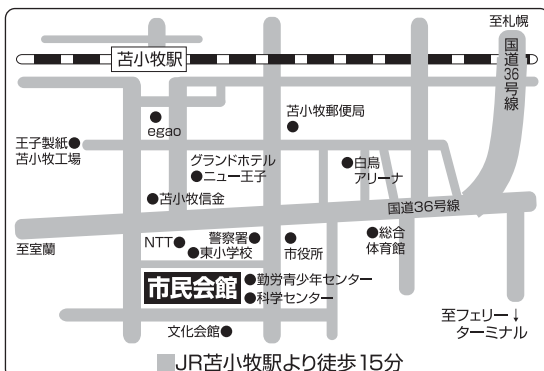 至札幌
国道36号線
苫小牧駅
egao
苫小牧郵便局
王子製紙
苫小牧工場
グランドホテル
ニュー王子
白鳥
アリーナ
苫小牧信金
国道36号線
至室蘭
NTT
警察署
東小学校
市役所
総合
体育館
市民会館
勤労青少年センター
科学センター
文化会館
至フェリー↓
ターミナル
JR苫小牧駅より徒歩15分